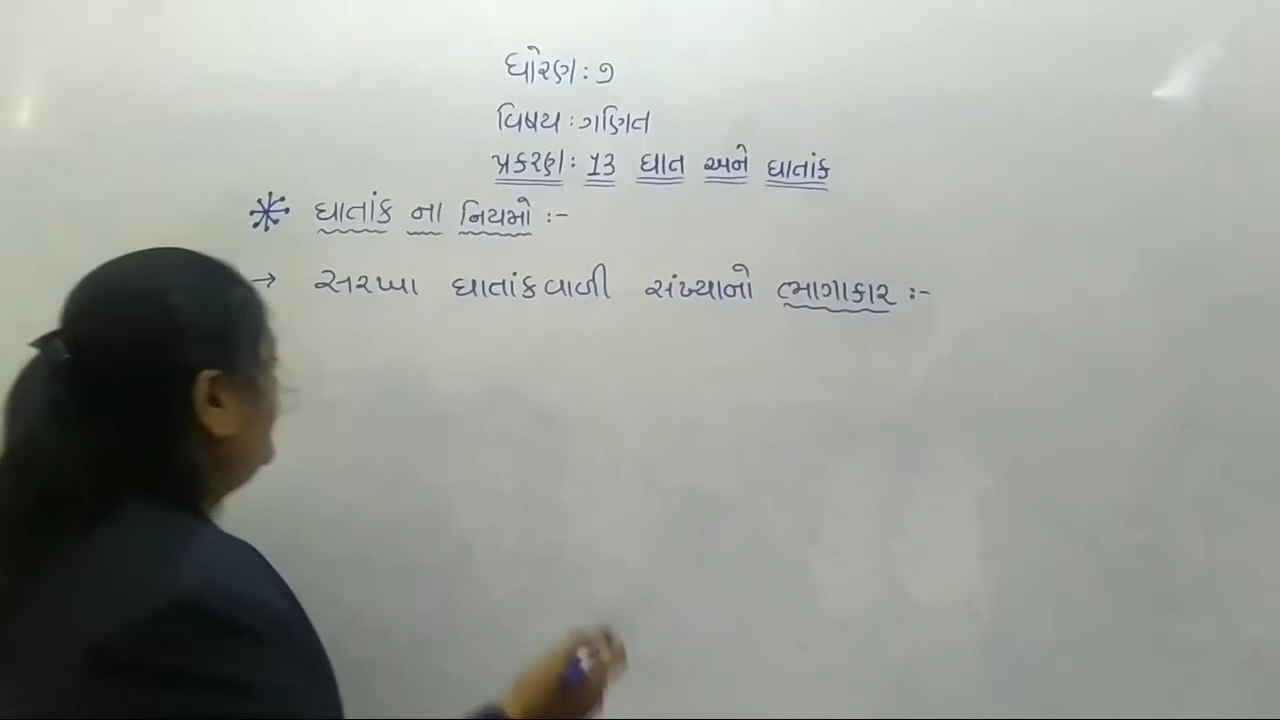 ધોરણ : ૭
વિષય : ગણિત
પ્રકરણ : 13 ઘાત અને ઘાતાંક
ઘાતાંક ના નિયમો :-
→ સરખા ઘાતાંકવાળી સંખ્યાનો ભાગાકાર :-